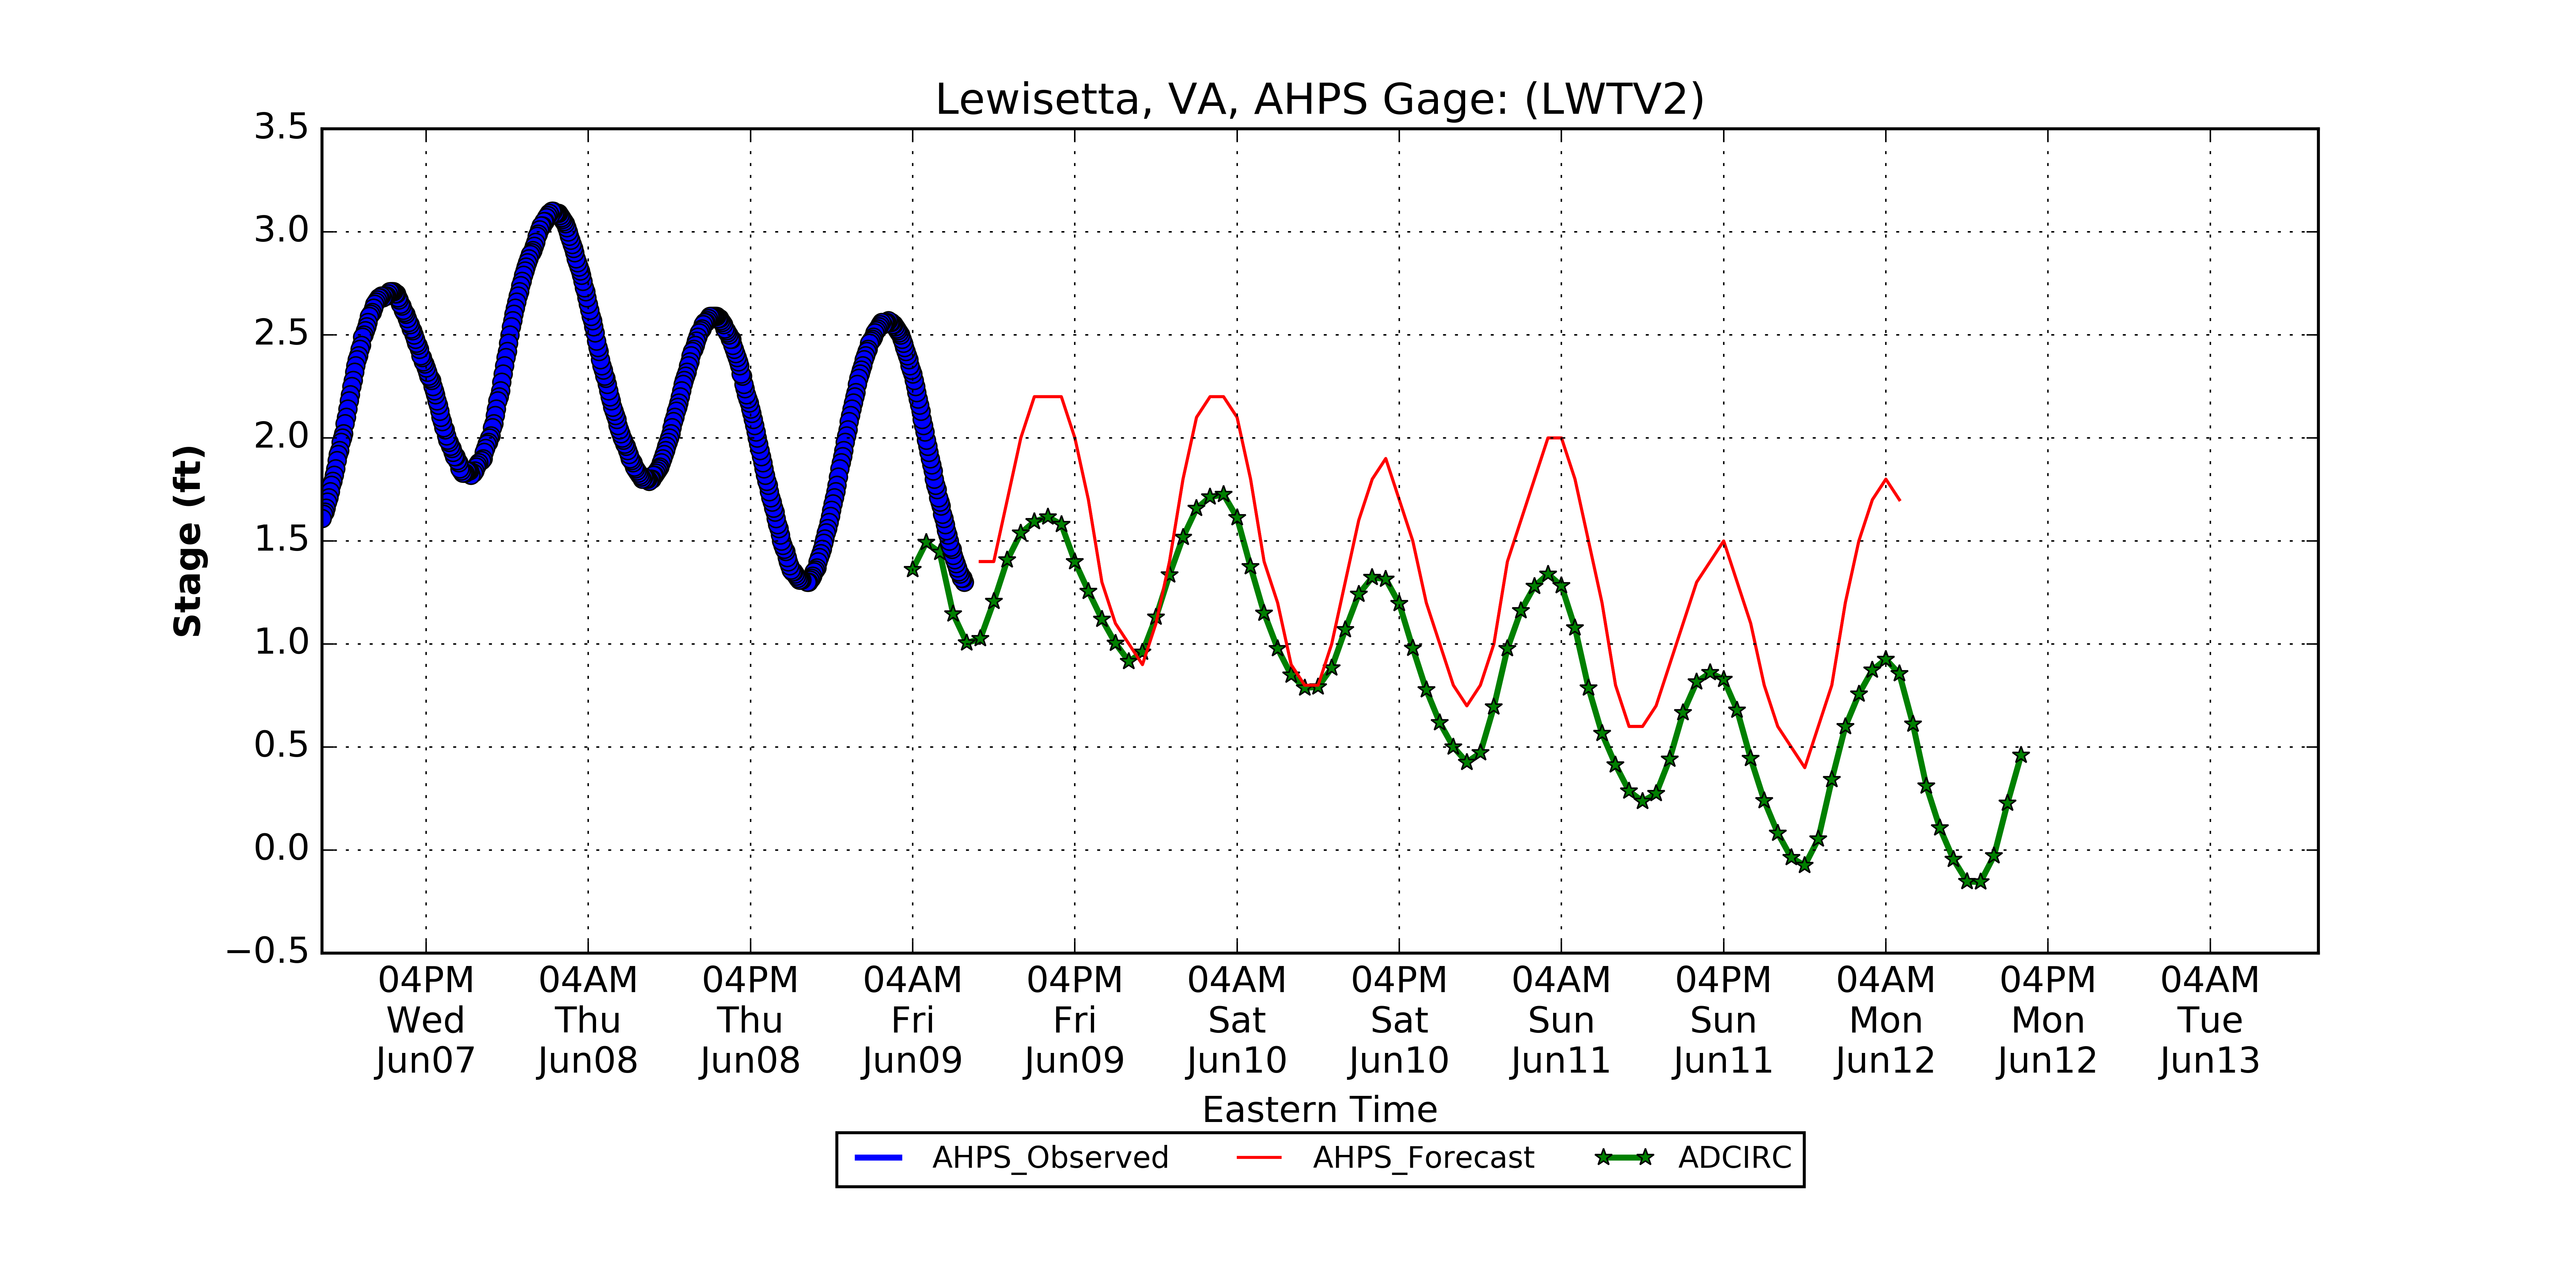 Lewisetta, VA, AHPS Gage: (LWTV2)
3.5
3.0
2.5
2.0
1.5
1.0
0.5
0.0
−0.5
Stage (ft)
04PM 04AM 04PM 04AM 04PM 04AM 04PM 04AM 04PM 04AM 04PM 04AM
Wed Thu Thu Fri Fri Sat Sat Sun Sun Mon Mon Tue
Jun07 Jun08 Jun08 Jun09 Jun09 Jun10 Jun10 Jun11 Jun11 Jun12 Jun12 Jun13
Eastern Time
AHPS_Observed AHPS_Forecast ADCIRC